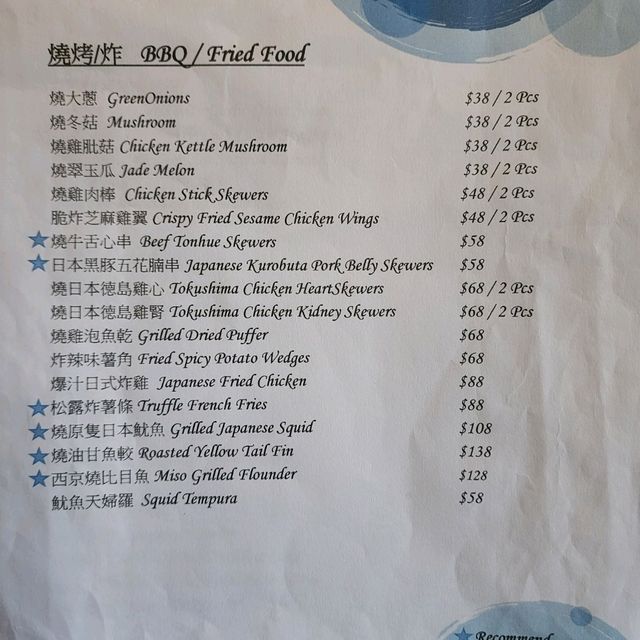 燒烤/炸 BBQ / Fried Food
燒大蔥 GreenOnions $38 / 2 Pcs
燒冬菇 Mushroom $38 / 2 Pcs
燒雞肶菇 Chicken Kettle Mushroom $38 / 2 Pcs
燒翠玉瓜 Jade Melon $38 / 2 Pcs
燒雞肉棒 Chicken Stick Skewers $48 / 2 Pcs
脆炸芝麻雞翼 Crispy Fried Sesame Chicken Wings $48 / 2 Pcs
燒牛舌心串 Beef Tonhue Skewers $58
日本黑豚五花腩串 Japanese Kurobuta Pork Belly Skewers $58
燒日本德島雞心 Tokushima Chicken HeartSkewers $68 / 2 Pcs
燒日本德島雞腎 Tokushima Chicken Kidney Skewers $68 / 2 Pcs
燒雞泡魚乾 Grilled Dried Puffer $68
炸辣味薯角 Fried Spicy Potato Wedges $68
爆汁日式炸雞 Japanese Fried Chicken $88
松露炸薯條 Truffle French Fries $88
燒原隻日本魷魚 Grilled Japanese Squid $108
燒油甘魚鮫 Roasted Yellow Tail Fin $138
西京燒比目魚 Miso Grilled Flounder $128
魷魚天婦羅 Squid Tempura $58
Recommend